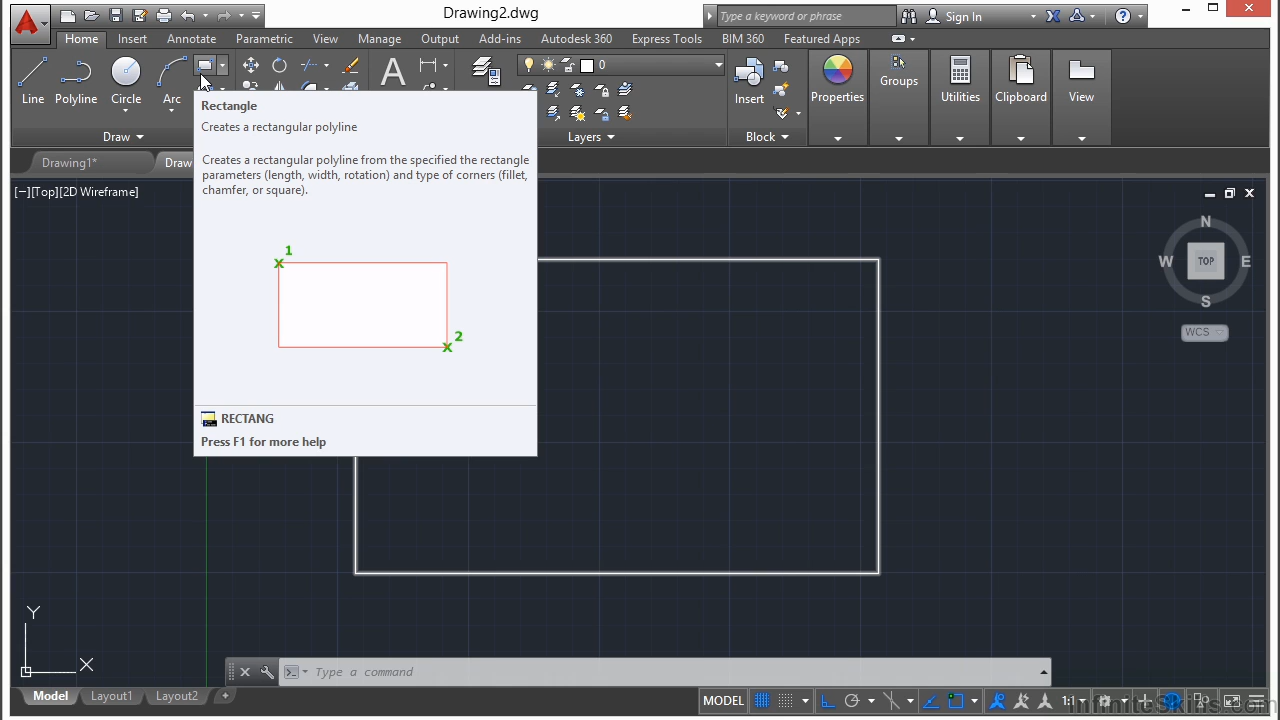 Drawing2.dwg
Type a keyword or phrase
Sign In
Home Insert Annotate Parametric View Manage Output Add-ins Autodesk 360 Express Tools BIM 360 Featured Apps
0
Line Polyline Circle Arc
Insert Properties Groups Utilities Clipboard View
Draw
Layers
Block
Rectangle
Creates a rectangular polyline
Creates a rectangular polyline from the specified the rectangle
parameters (length, width, rotation) and type of corners (fillet,
chamfer, or square).
1
2
RECTANG
Press F1 for more help
Drawing1*
Draw
[−][Top][2D Wireframe]
N
W TOP E
S
WCS
Y
X
Type a command
Model Layout1 Layout2
MODEL
1:1
InfiniteSkills.com